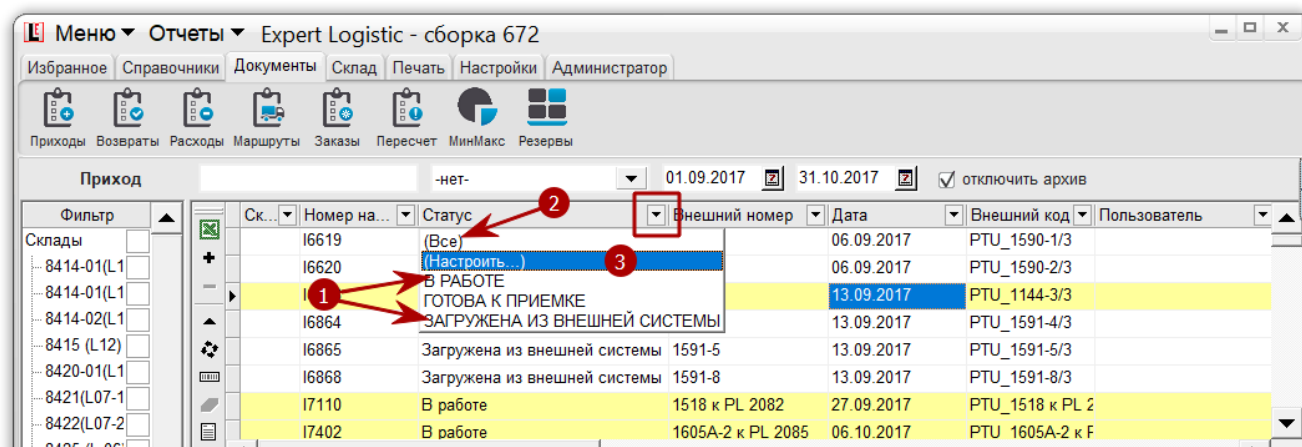 Меню Отчеты Expert Logistic - сборка 672
Избранное Справочники Документы Склад Печать Настройки Администратор
Приходы Возвраты Расходы Маршруты Заказы Пересчет МинМакс Резервы
Приход -нет- 01.09.2017 31.10.2017 отключить архив
Фильтр Ск... Номер на... Статус 2 Внешний номер Дата Внешний код Пользователь
Склады I6619 (Все) 06.09.2017 PTU_1590-1/3
8414-01(L1 I6620 (Настроить...) 3 06.09.2017 PTU_1590-2/3
8414-01(L1 1 В РАБОТЕ 13.09.2017 PTU_1144-3/3
ГОТОВА К ПРИЕМКЕ
8414-02(L1 I6864 ЗАГРУЖЕНА ИЗ ВНЕШНЕЙ СИСТЕМЫ 13.09.2017 PTU_1591-4/3
8415 (L12) I6865 Загружена из внешней системы 1591-5 13.09.2017 PTU_1591-5/3
8420-01(L1 I6868 Загружена из внешней системы 1591-8 13.09.2017 PTU_1591-8/3
8421(L07-1 I7110 В работе 1518 к PL 2082 27.09.2017 PTU_1518 к PL 2
8422(L07-2 I7402 В работе 1605A-2 к PL 2085 06.10.2017 PTU_1605A-2 к